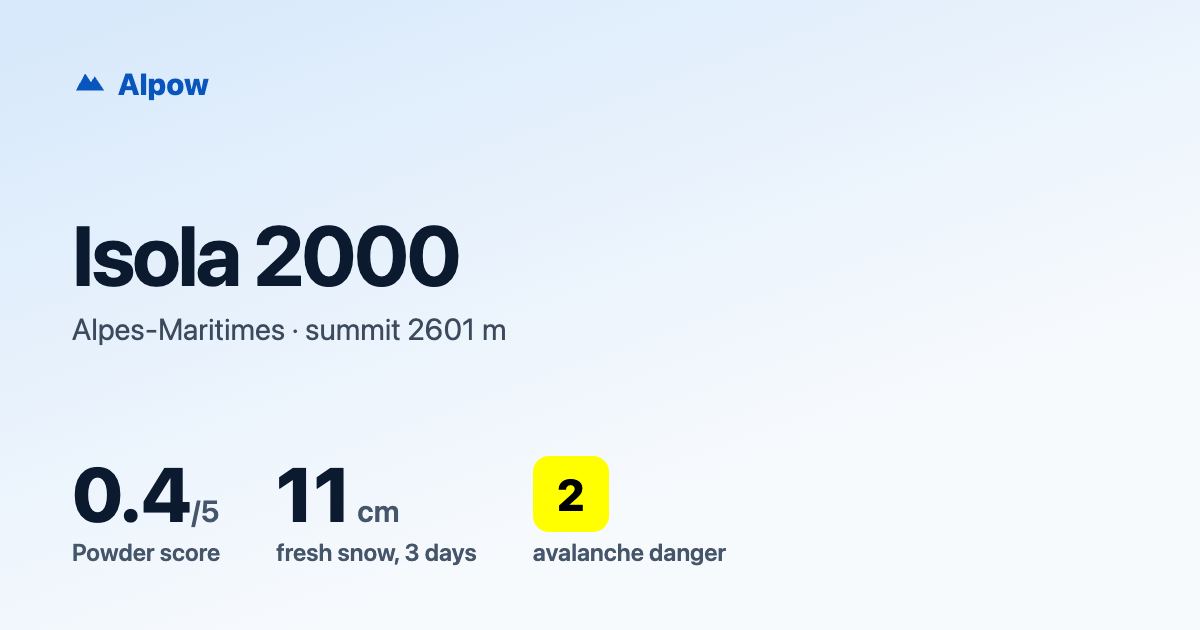 Alpow
Isola 2000
Alpes-Maritimes · summit 2601 m
0.4/5
Powder score
11 cm
fresh snow, 3 days
2
avalanche danger